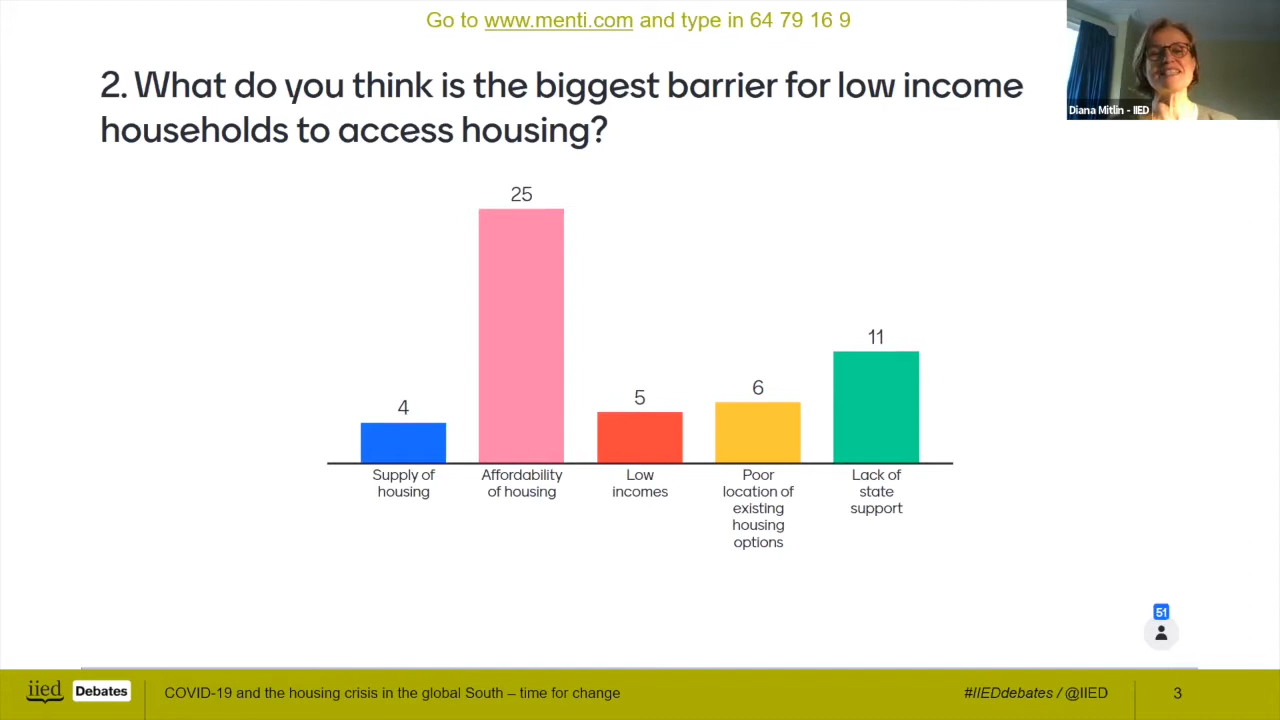 Go to www.menti.com and type in 64 79 16 9
Diana Mitlin - IIED
2. What do you think is the biggest barrier for low income
households to access housing?
25
11
6
5
4
Supply of
housing
Affordability
of housing
Low
incomes
Poor
location of
existing
housing
options
Lack of
state
support
51
iied Debates
COVID-19 and the housing crisis in the global South – time for change
#IIEDdebates / @IIED
3